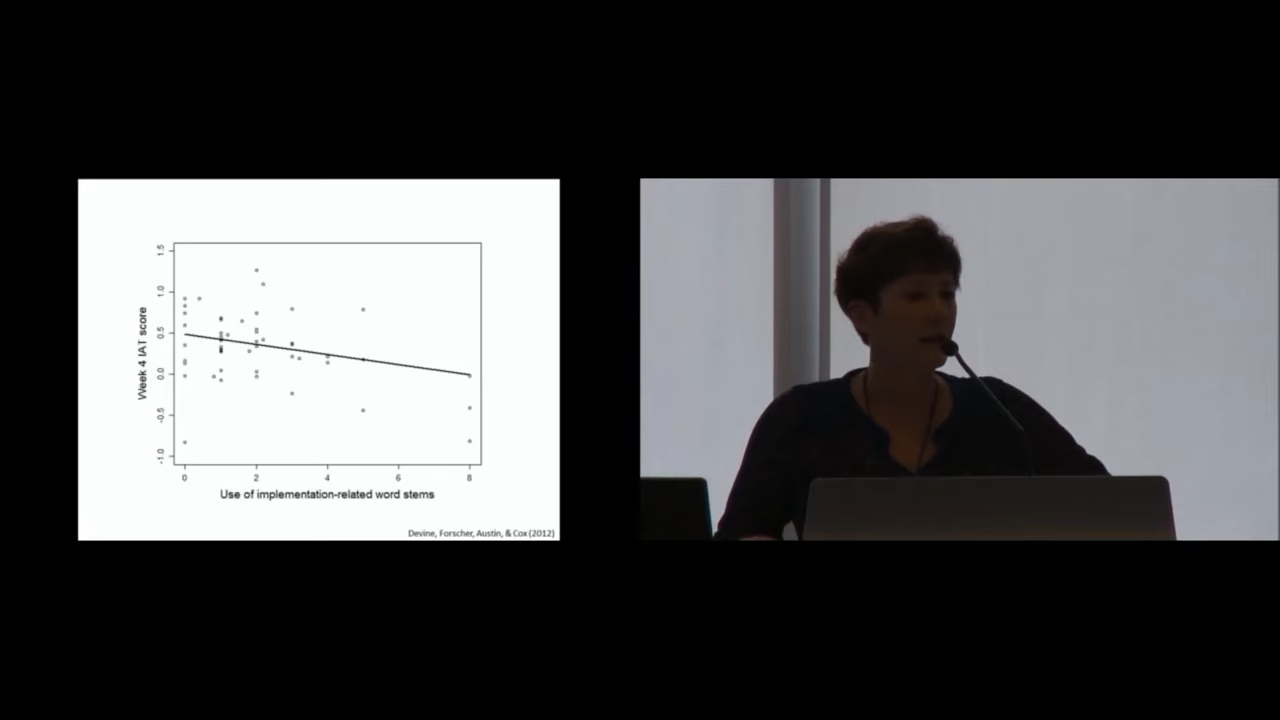 1.5
1.0
0.5
0.0
-0.5
-1.0
Week 4 IAT score
0 2 4 6 8
Use of implementation-related word stems
Devine, Forscher, Austin, & Cox (2012)